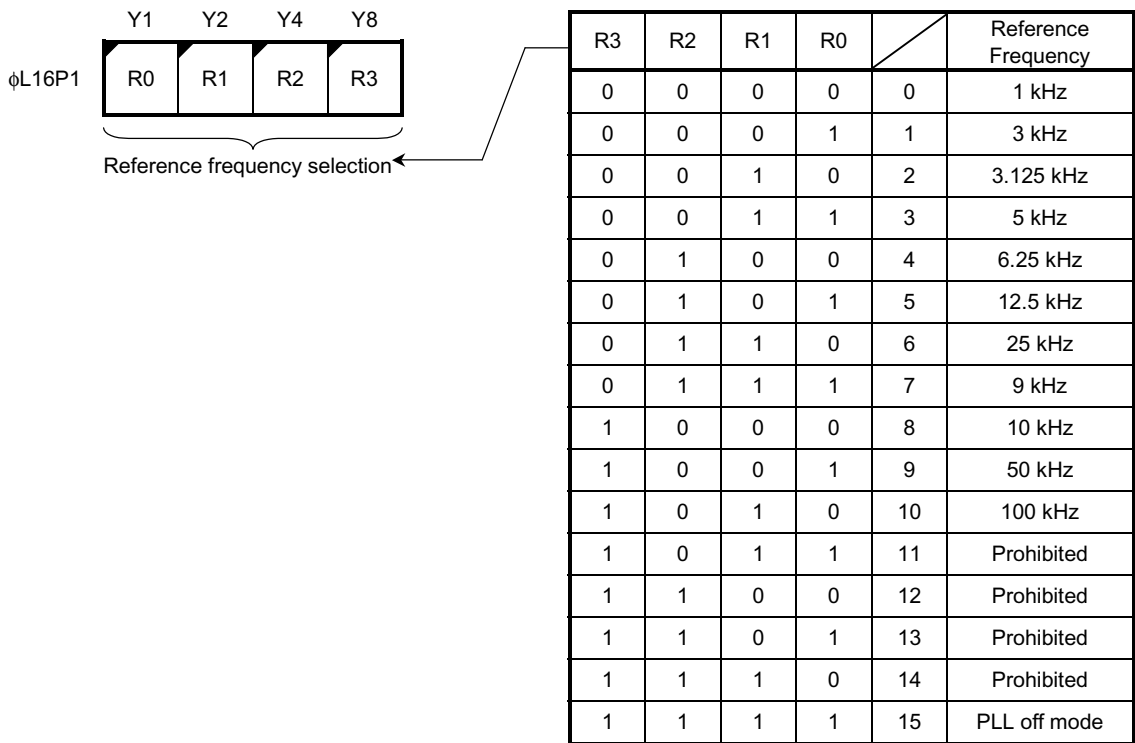 Y1 Y2 Y4 Y8
ϕL16P1 R0 R1 R2 R3
Reference frequency selection
R3 R2 R1 R0 Reference Frequency
0 0 0 0 0 1 kHz
0 0 0 1 1 3 kHz
0 0 1 0 2 3.125 kHz
0 0 1 1 3 5 kHz
0 1 0 0 4 6.25 kHz
0 1 0 1 5 12.5 kHz
0 1 1 0 6 25 kHz
0 1 1 1 7 9 kHz
1 0 0 0 8 10 kHz
1 0 0 1 9 50 kHz
1 0 1 0 10 100 kHz
1 0 1 1 11 Prohibited
1 1 0 0 12 Prohibited
1 1 0 1 13 Prohibited
1 1 1 0 14 Prohibited
1 1 1 1 15 PLL off mode